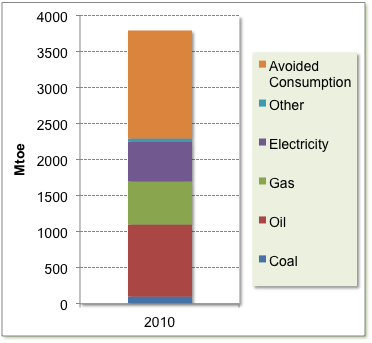 4000
3500
3000
2500
2000
1500
1000
500
0
Mtoe
2010
Avoided
Consumption
Other
Electricity
Gas
Oil
Coal